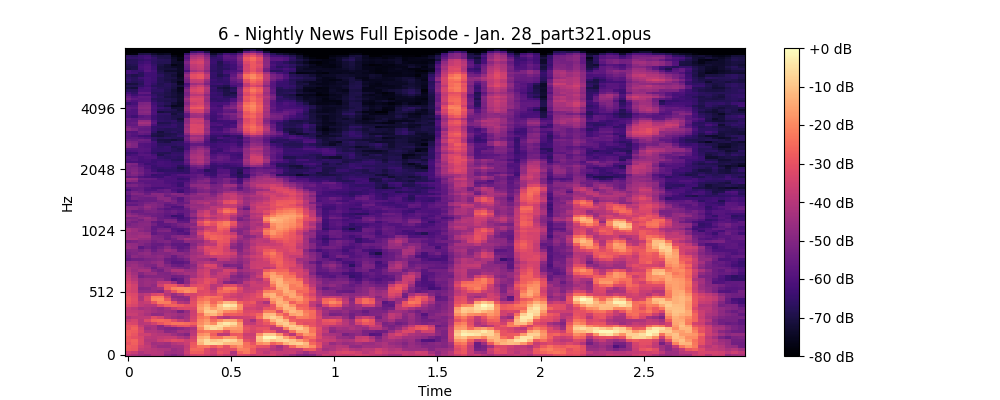 6 - Nightly News Full Episode - Jan. 28_part321.opus
+0 dB
4096
-10 dB
-20 dB
2048
-30 dB
Hz
1024
-40 dB
-50 dB
512
-60 dB
-70 dB
0
-80 dB
0 0.5 1 1.5 2 2.5
Time